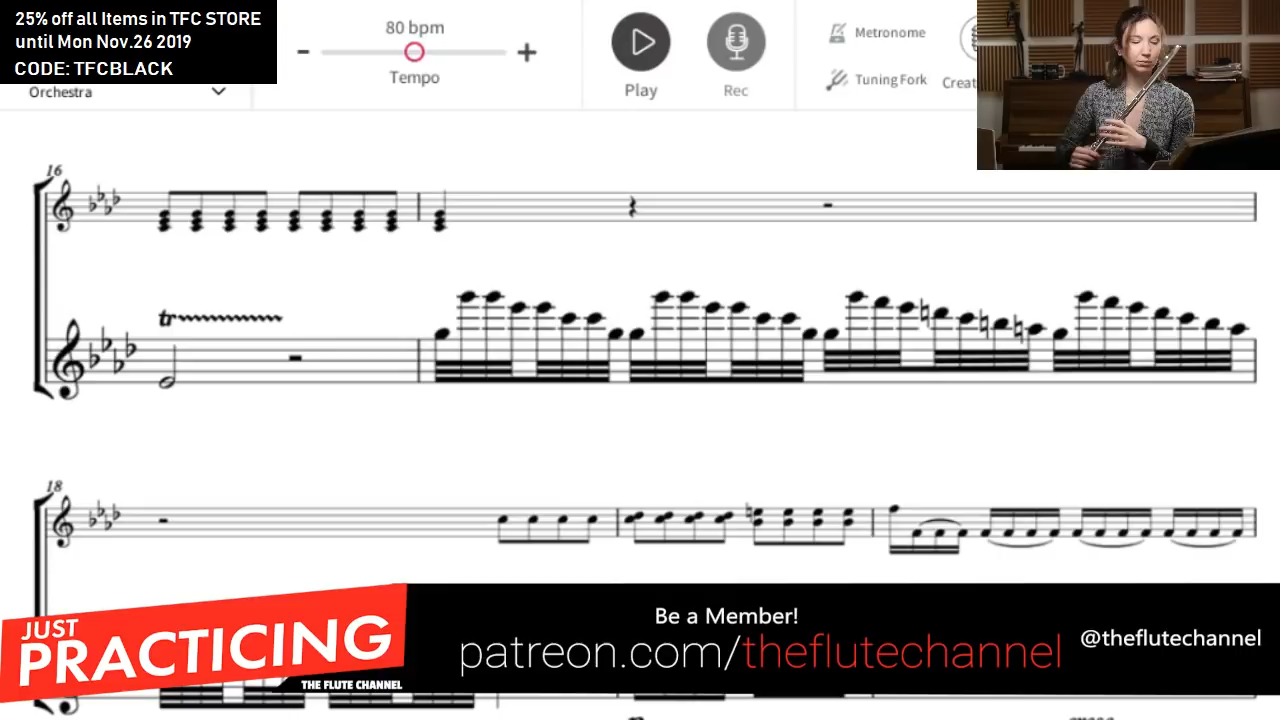 25% off all Items in TFC STORE
until Mon Nov.26 2019
CODE: TFCBLACK
Orchestra
80 bpm
Tempo
Play
Rec
Metronome
Tuning Fork
16
tr
18
JUST
PRACTICING
THE FLUTE CHANNEL
Be a Member!
patreon.com/theflutechannel
@theflutechannel